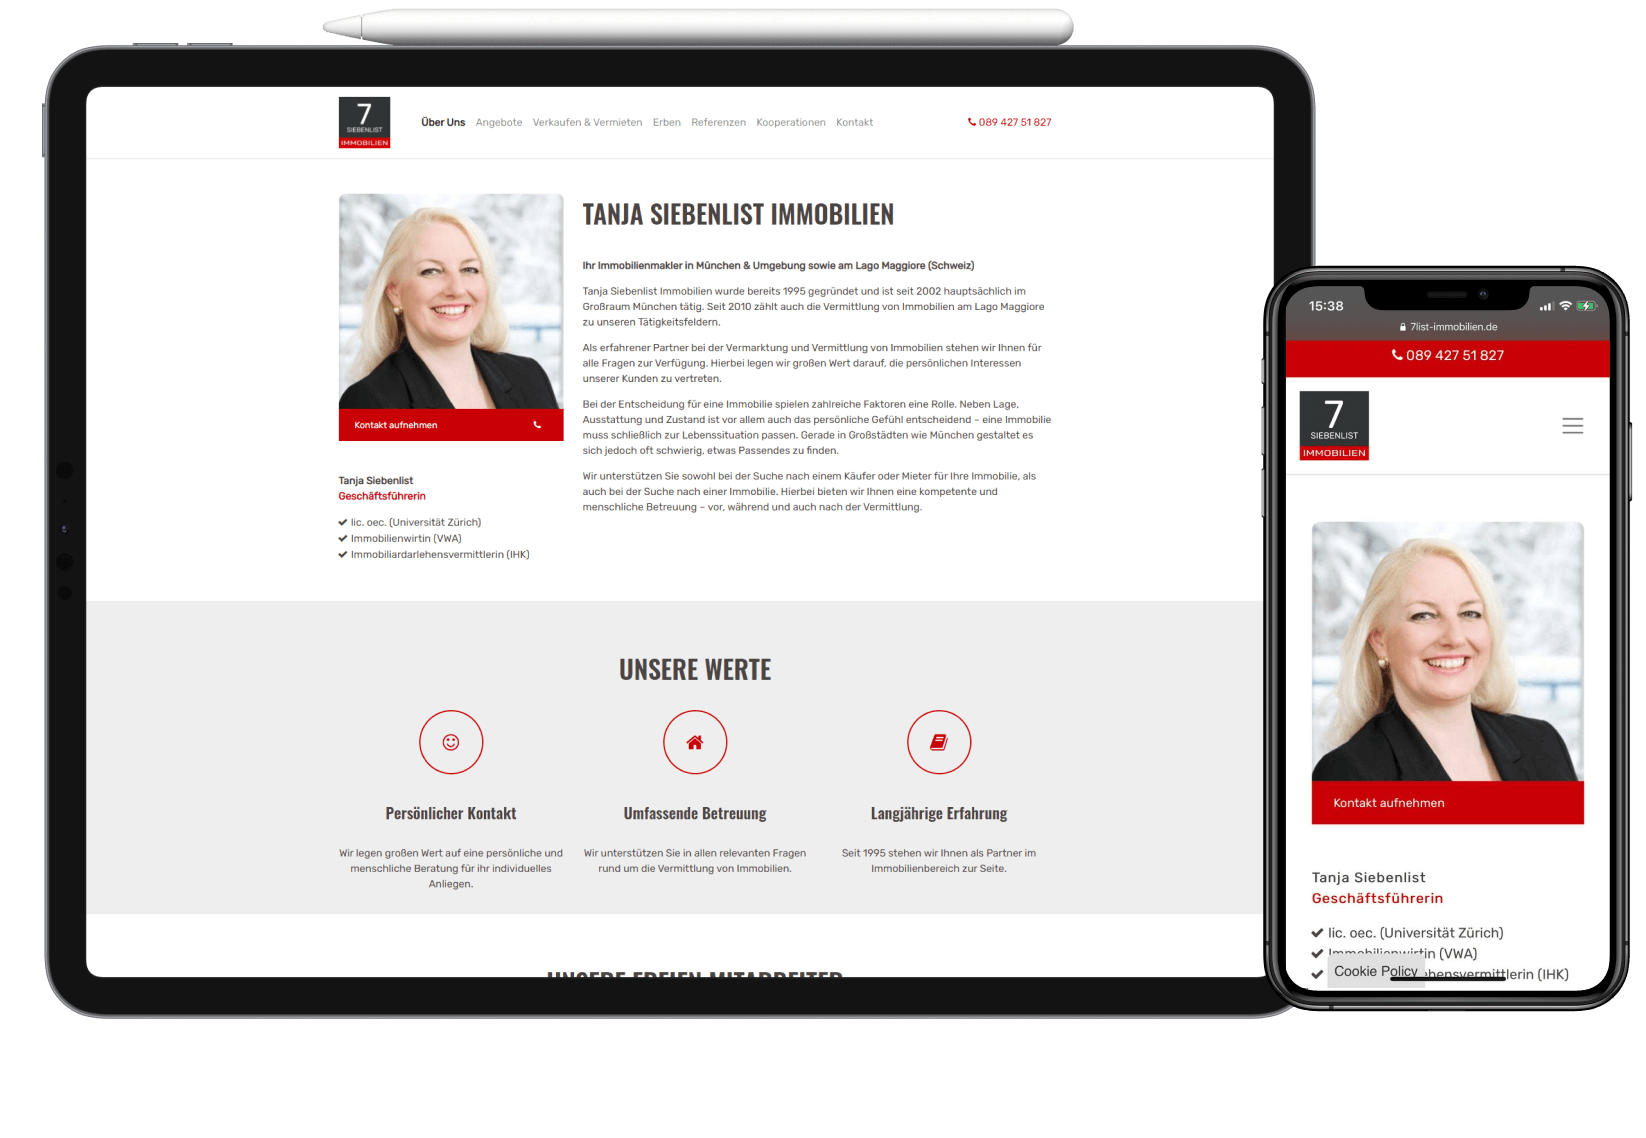 7
SIEBENLIST
IMMOBILIEN
Über Uns Angebote Verkaufen & Vermieten Erben Referenzen Kooperationen Kontakt
089 427 51 827
Kontakt aufnehmen
Tanja Siebenlist
Geschäftsführerin
lic. oec. (Universität Zürich)
Immobilienwirtin (VWA)
Immobiliardarlehensvermittlerin (IHK)
TANJA SIEBENLIST IMMOBILIEN
Ihr Immobilienmakler in München & Umgebung sowie am Lago Maggiore (Schweiz)
Tanja Siebenlist Immobilien wurde bereits 1995 gegründet und ist seit 2002 hauptsächlich im
Großraum München tätig. Seit 2010 zählt auch die Vermittlung von Immobilien am Lago Maggiore
zu unseren Tätigkeitsfeldern.
Als erfahrener Partner bei der Vermarktung und Vermittlung von Immobilien stehen wir Ihnen für
alle Fragen zur Verfügung. Hierbei legen wir großen Wert darauf, die persönlichen Interessen
unserer Kunden zu vertreten.
Bei der Entscheidung für eine Immobilie spielen zahlreiche Faktoren eine Rolle. Neben Lage,
Ausstattung und Zustand ist vor allem auch das persönliche Gefühl entscheidend – eine Immobilie
muss schließlich zur Lebenssituation passen. Gerade in Großstädten wie München gestaltet es
sich jedoch oft schwierig, etwas Passendes zu finden.
Wir unterstützen Sie sowohl bei der Suche nach einem Käufer oder Mieter für Ihre Immobilie, als
auch bei der Suche nach einer Immobilie. Hierbei bieten wir Ihnen eine kompetente und
menschliche Betreuung – vor, während und auch nach der Vermittlung.
UNSERE WERTE
Persönlicher Kontakt
Wir legen großen Wert auf eine persönliche und
menschliche Beratung für ihr individuelles
Anliegen.
Umfassende Betreuung
Wir unterstützen Sie in allen relevanten Fragen
rund um die Vermittlung von Immobilien.
Langjährige Erfahrung
Seit 1995 stehen wir Ihnen als Partner im
Immobilienbereich zur Seite.
UNSERE FREIEN MITARBEITER
15:38
7list-immobilien.de
089 427 51 827
7
SIEBENLIST
IMMOBILIEN
Kontakt aufnehmen
Tanja Siebenlist
Geschäftsführerin
lic. oec. (Universität Zürich)
Immobilienwirtin (VWA)
Cookie Policy
(IHK)